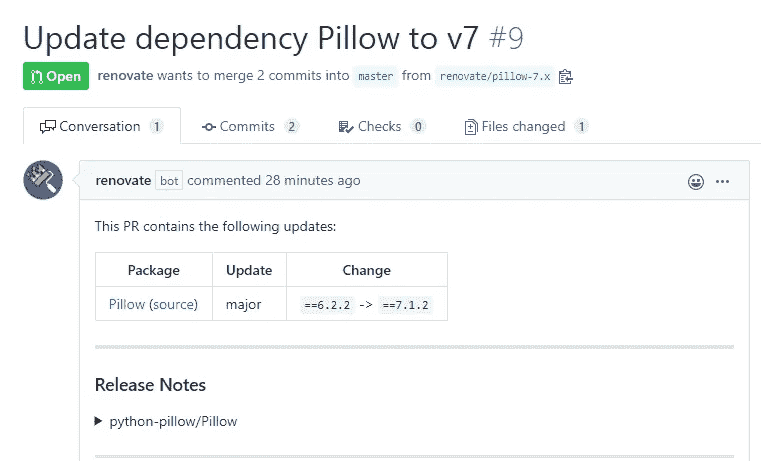 Update dependency Pillow to v7 #9
Open renovate wants to merge 2 commits into master from renovate/pillow-7.x
Conversation 1 Commits 2 Checks 0 Files changed 1
renovate bot commented 28 minutes ago
This PR contains the following updates:
Package Update Change
Pillow (source) major ==6.2.2 -> ==7.1.2
Release Notes
python-pillow/Pillow